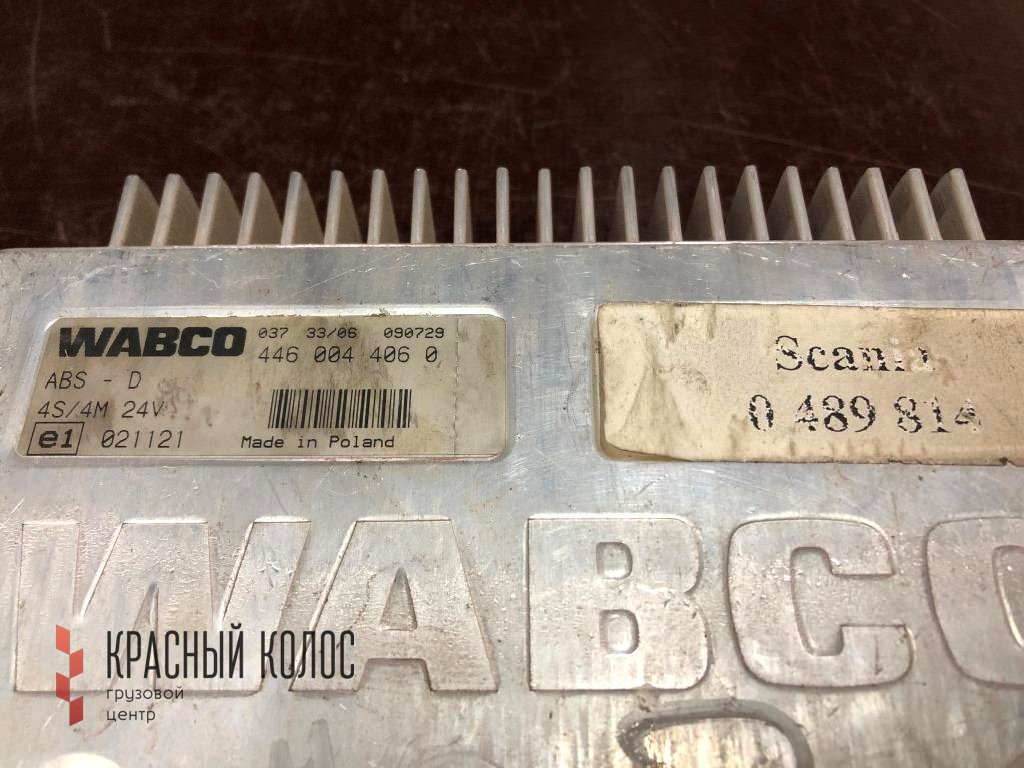 WABCO 037 33/06 090729
446 004 406 0
ABS - D
4S/4M 24V
e1 021121
Made in Poland
Scania
0 489 814
WABCO
КРАСНЫЙ КОЛОС
грузовой
центр